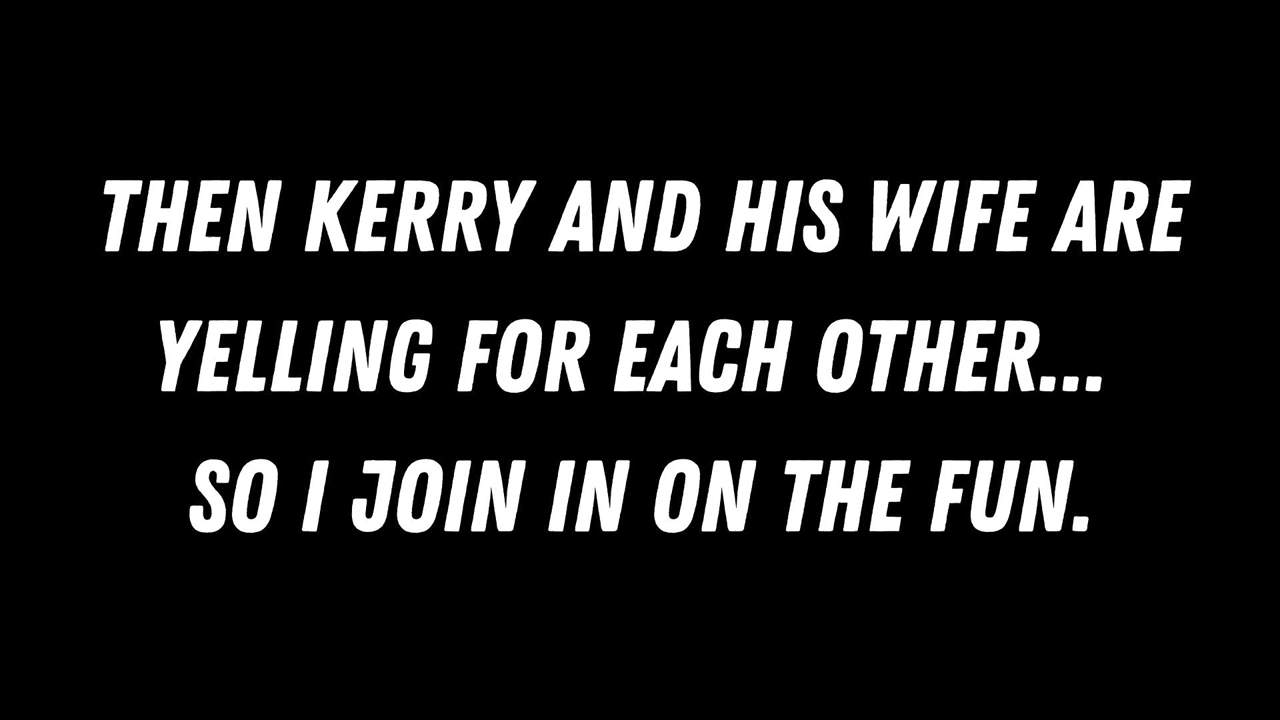 THEN KERRY AND HIS WIFE ARE
YELLING FOR EACH OTHER...
SO I JOIN IN ON THE FUN.